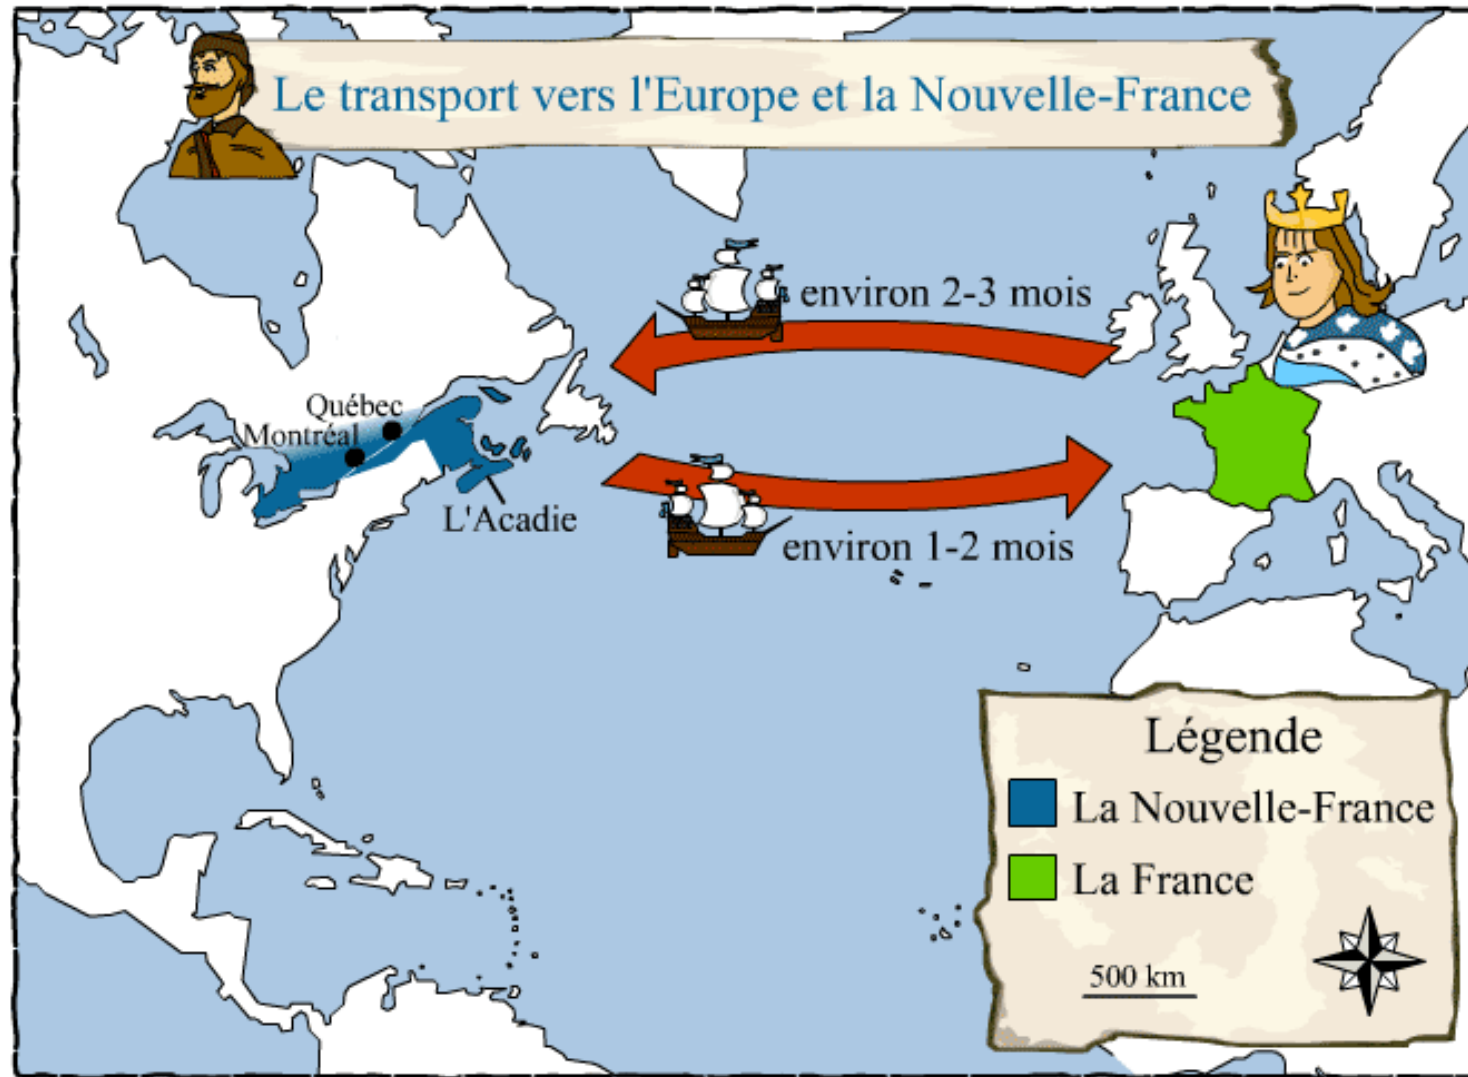 Le transport vers l'Europe et la Nouvelle-France
environ 2-3 mois
Québec
Montréal
L'Acadie
environ 1-2 mois
Légende
La Nouvelle-France
La France
500 km